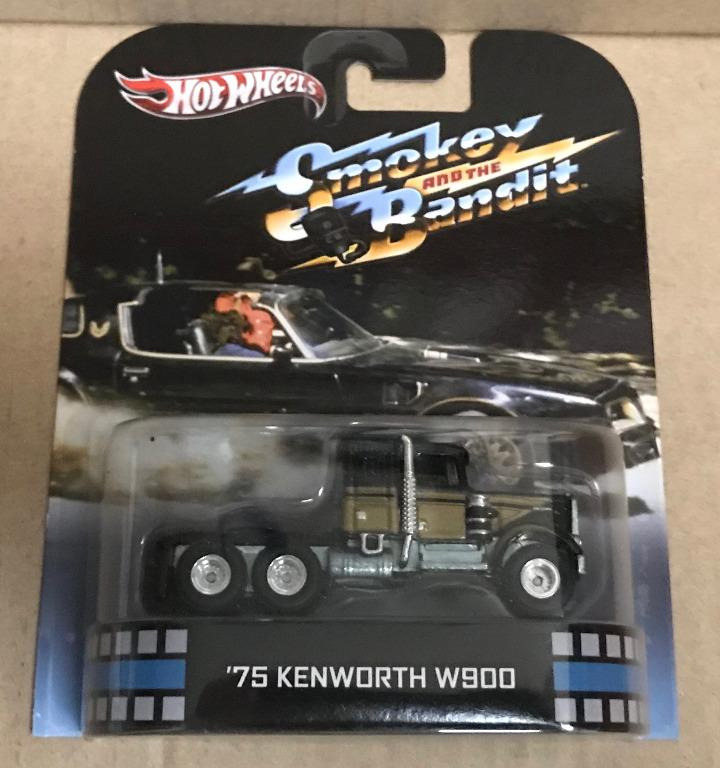 HOT WHEELS
Smokey
AND THE
Bandit
'75 KENWORTH W900